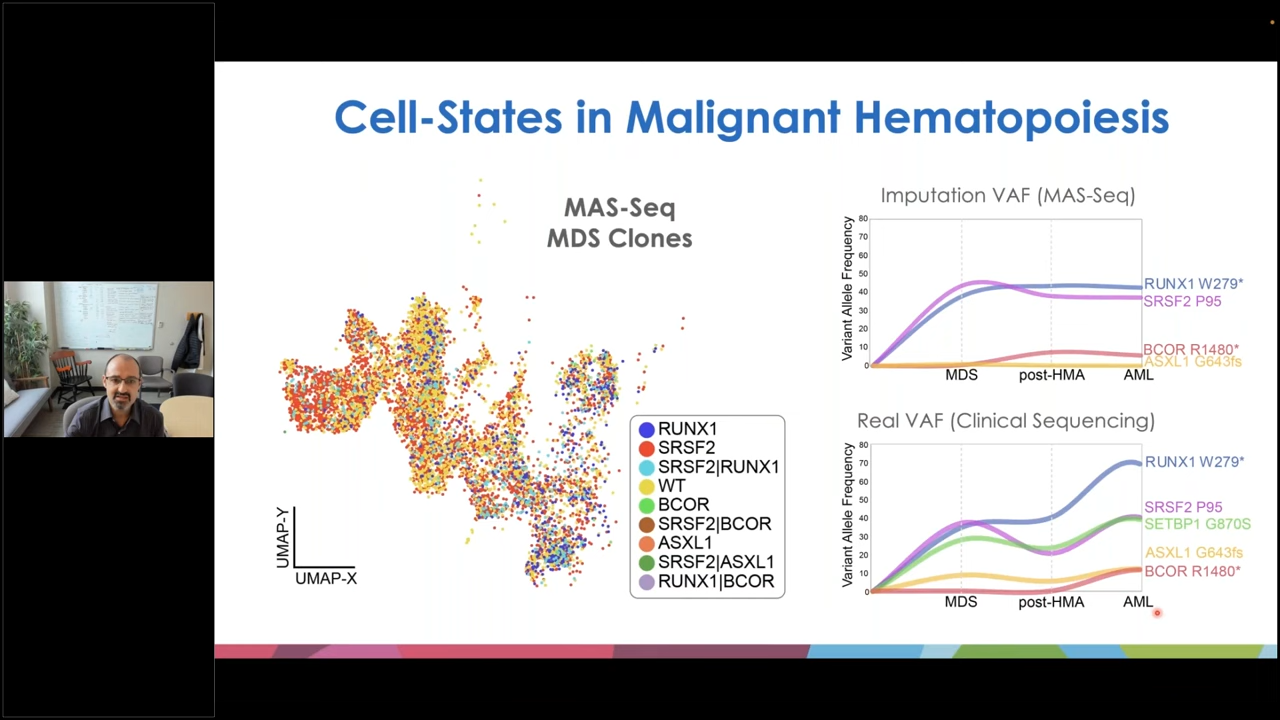 Cell-States in Malignant Hematopoiesis
MAS-Seq
MDS Clones
UMAP-Y
UMAP-X
RUNX1
SRSF2
SRSF2|RUNX1
WT
BCOR
SRSF2|BCOR
ASXL1
SRSF2|ASXL1
RUNX1|BCOR
Imputation VAF (MAS-Seq)
Variant Allele Frequency
80
70
60
50
40
30
20
10
0
RUNX1 W279*
SRSF2 P95
BCOR R1480*
ASXL1 G643fs
MDS
post-HMA
AML
Real VAF (Clinical Sequencing)
Variant Allele Frequency
80
70
60
50
40
30
20
10
0
RUNX1 W279*
SRSF2 P95
SETBP1 G870S
ASXL1 G643fs
BCOR R1480*
MDS
post-HMA
AML